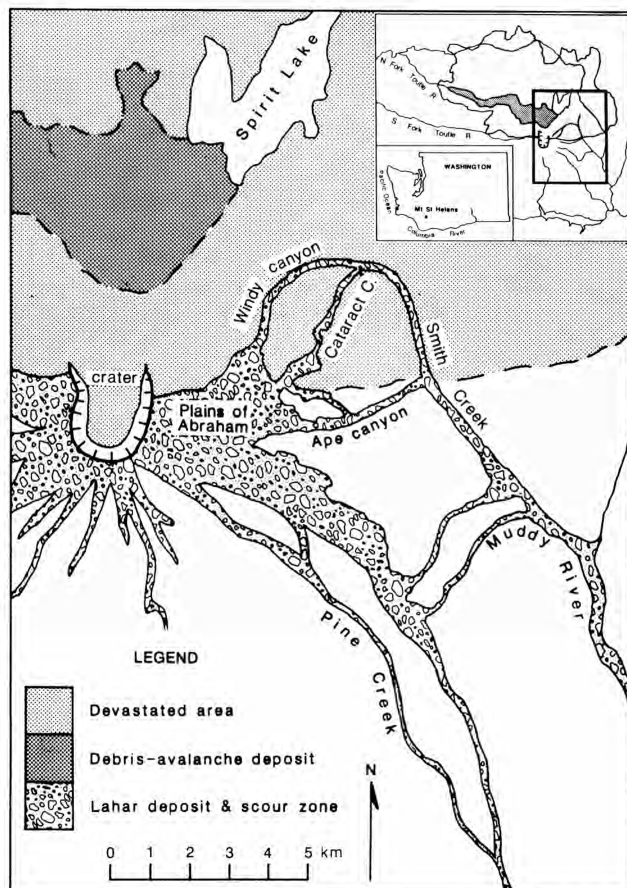 Spirit Lake
N Fork Toutle R
S Fork Toutle R
WASHINGTON
Pacific Ocean
Mt St Helens
Columbia River
Windy canyon
Cataract C.
Smith Creek
crater
Plains of
Abraham
Ape canyon
Muddy River
Pine Creek
LEGEND
Devastated area
Debris-avalanche deposit
Lahar deposit & scour zone
N
0 1 2 3 4 5 km